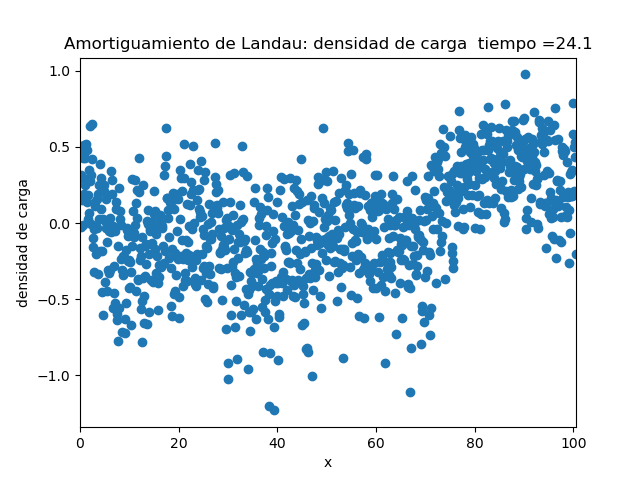 Amortiguamiento de Landau: densidad de carga  tiempo =24.1
densidad de carga
1.0
0.5
0.0
−0.5
−1.0
0 20 40 60 80 100
x